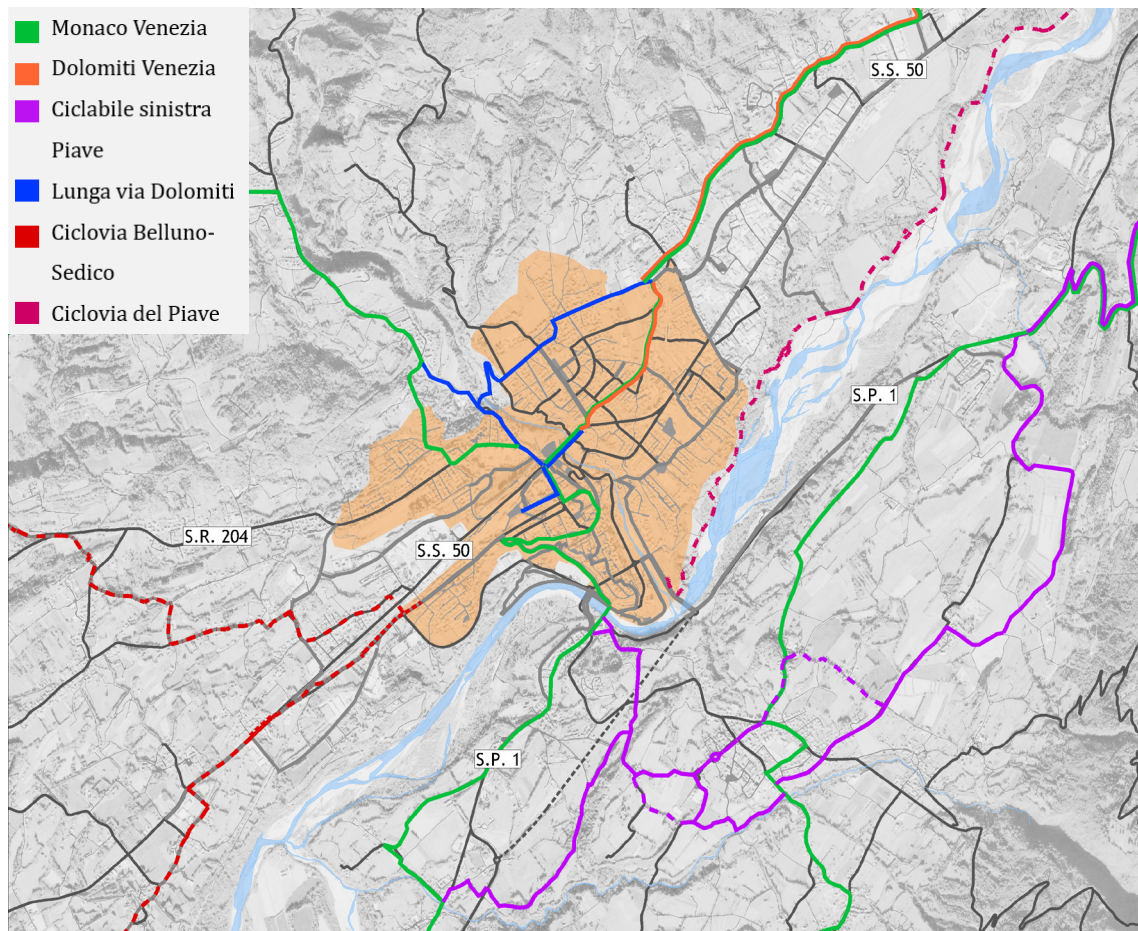 Monaco Venezia
Dolomiti Venezia
Ciclabile sinistra
Piave
Lunga via Dolomiti
Ciclovia Belluno-
Sedico
Ciclovia del Piave
S.S. 50
S.P. 1
S.R. 204
S.S. 50
S.P. 1